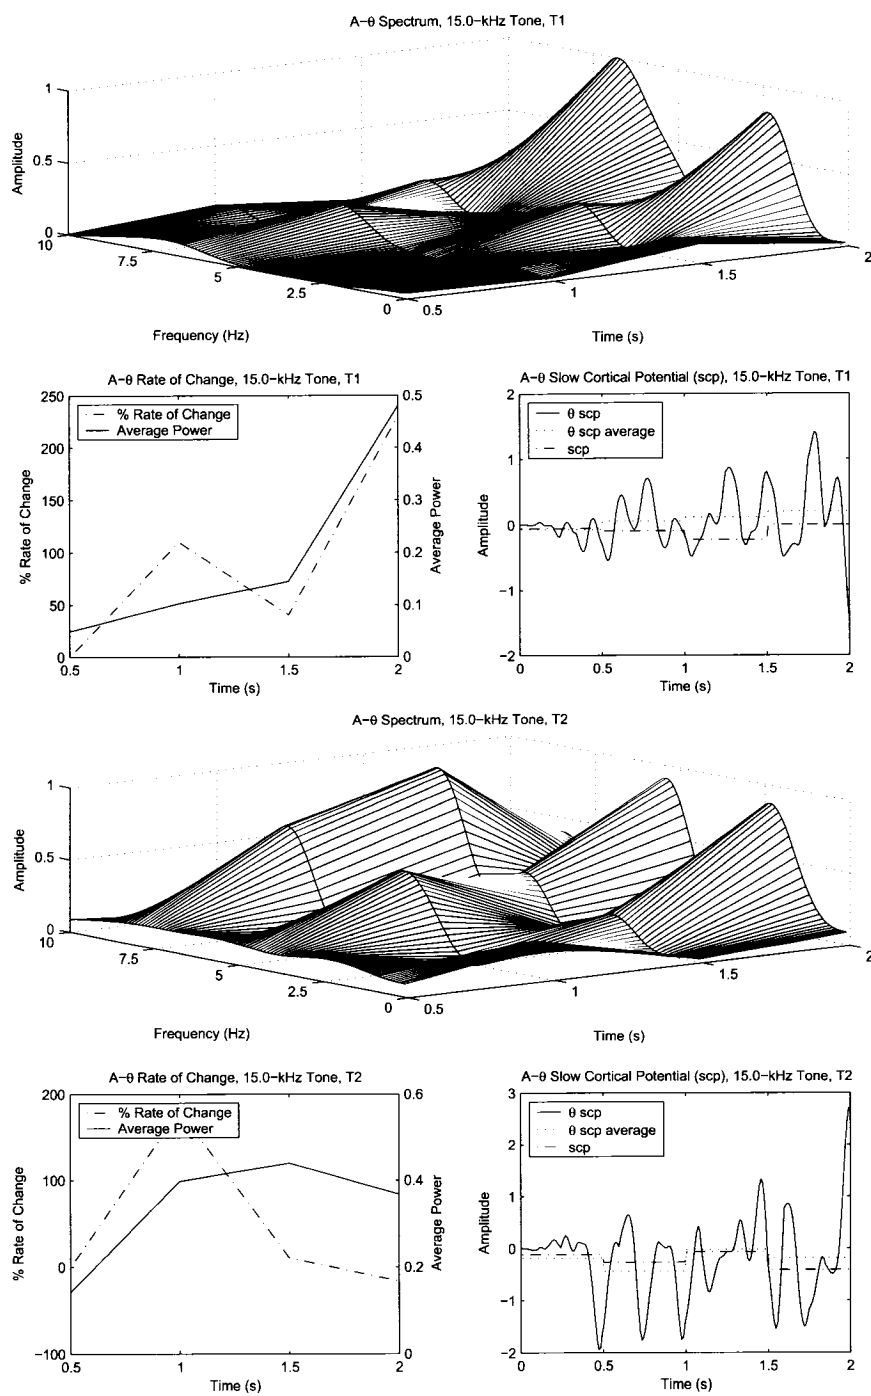 A−θ Spectrum, 15.0−kHz Tone, T1
1
0.5
0
Amplitude
10
7.5
5
2.5
0
0.5
1
1.5
2
Frequency (Hz)
Time (s)
A−θ Rate of Change, 15.0−kHz Tone, T1
% Rate of Change
Average Power
250
200
150
100
50
0
% Rate of Change
0.5
0.4
0.3
0.2
0.1
0
Average Power
0.5
1
1.5
2
Time (s)
A−θ Slow Cortical Potential (scp), 15.0−kHz Tone, T1
θ scp
θ scp average
scp
2
1
0
−1
−2
Amplitude
0
0.5
1
1.5
2
Time (s)
A−θ Spectrum, 15.0−kHz Tone, T2
1
0.5
0
Amplitude
10
7.5
5
2.5
0
0.5
1
1.5
2
Frequency (Hz)
Time (s)
A−θ Rate of Change, 15.0−kHz Tone, T2
% Rate of Change
Average Power
200
100
0
−100
% Rate of Change
0.6
0.4
0.2
0
Average Power
0.5
1
1.5
2
Time (s)
A−θ Slow Cortical Potential (scp), 15.0−kHz Tone, T2
θ scp
θ scp average
scp
3
2
1
0
−1
−2
Amplitude
0
0.5
1
1.5
2
Time (s)